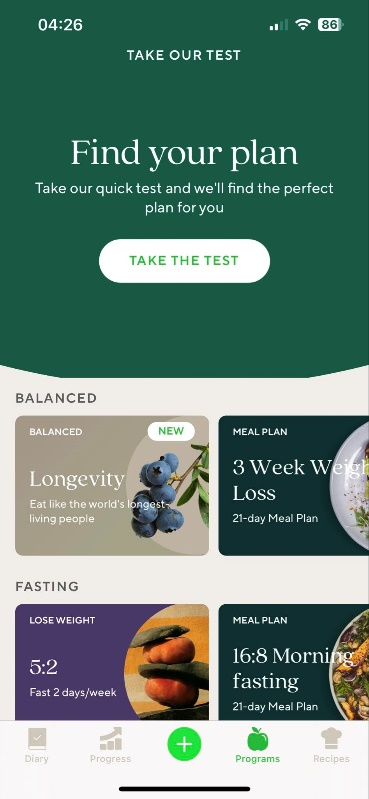 04:26
86
TAKE OUR TEST
Find your plan
Take our quick test and we'll find the perfect
plan for you
TAKE THE TEST
BALANCED
BALANCED
NEW
Longevity
Eat like the world's longest-
living people
MEAL PLAN
3 Week Weigh
Loss
21-day Meal Plan
FASTING
LOSE WEIGHT
5:2
Fast 2 days/week
MEAL PLAN
16:8 Morning
fasting
21-day Meal Plan
Diary
Progress
Programs
Recipes